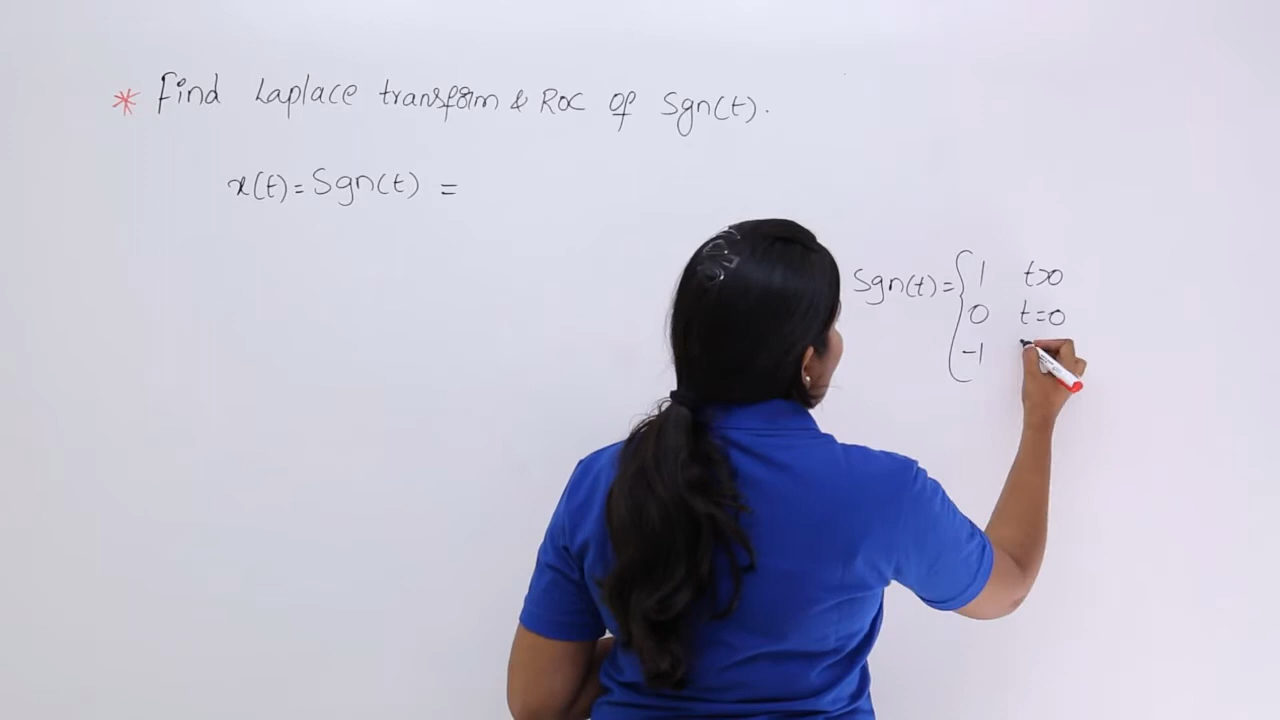 * Find Laplace transform & ROC of Sgn(t).
x(t) = Sgn(t) =
Sgn(t) = { 1 t>0
0 t=0
-1